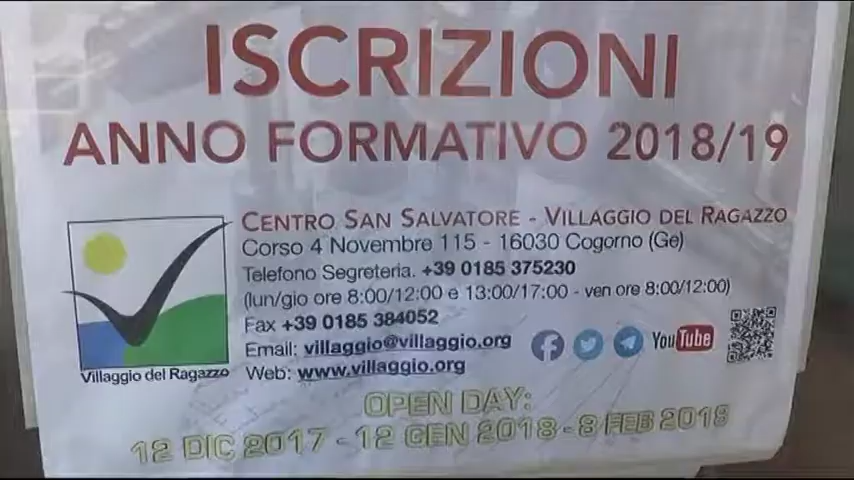 ISCRIZIONI
ANNO FORMATIVO 2018/19
CENTRO SAN SALVATORE - VILLAGGIO DEL RAGAZZO
Corso 4 Novembre 115 - 16030 Cogorno (Ge)
Telefono Segreteria. +39 0185 375230
(lun/gio ore 8:00/12:00 e 13:00/17:00 - ven ore 8:00/12:00)
Fax +39 0185 384052
Email: villaggio@villaggio.org
Web: www.villaggio.org
f YouTube
Villaggio del Ragazzo
OPEN DAY:
12 DIC 2017 - 12 GEN 2018 - 8 FEB 2018